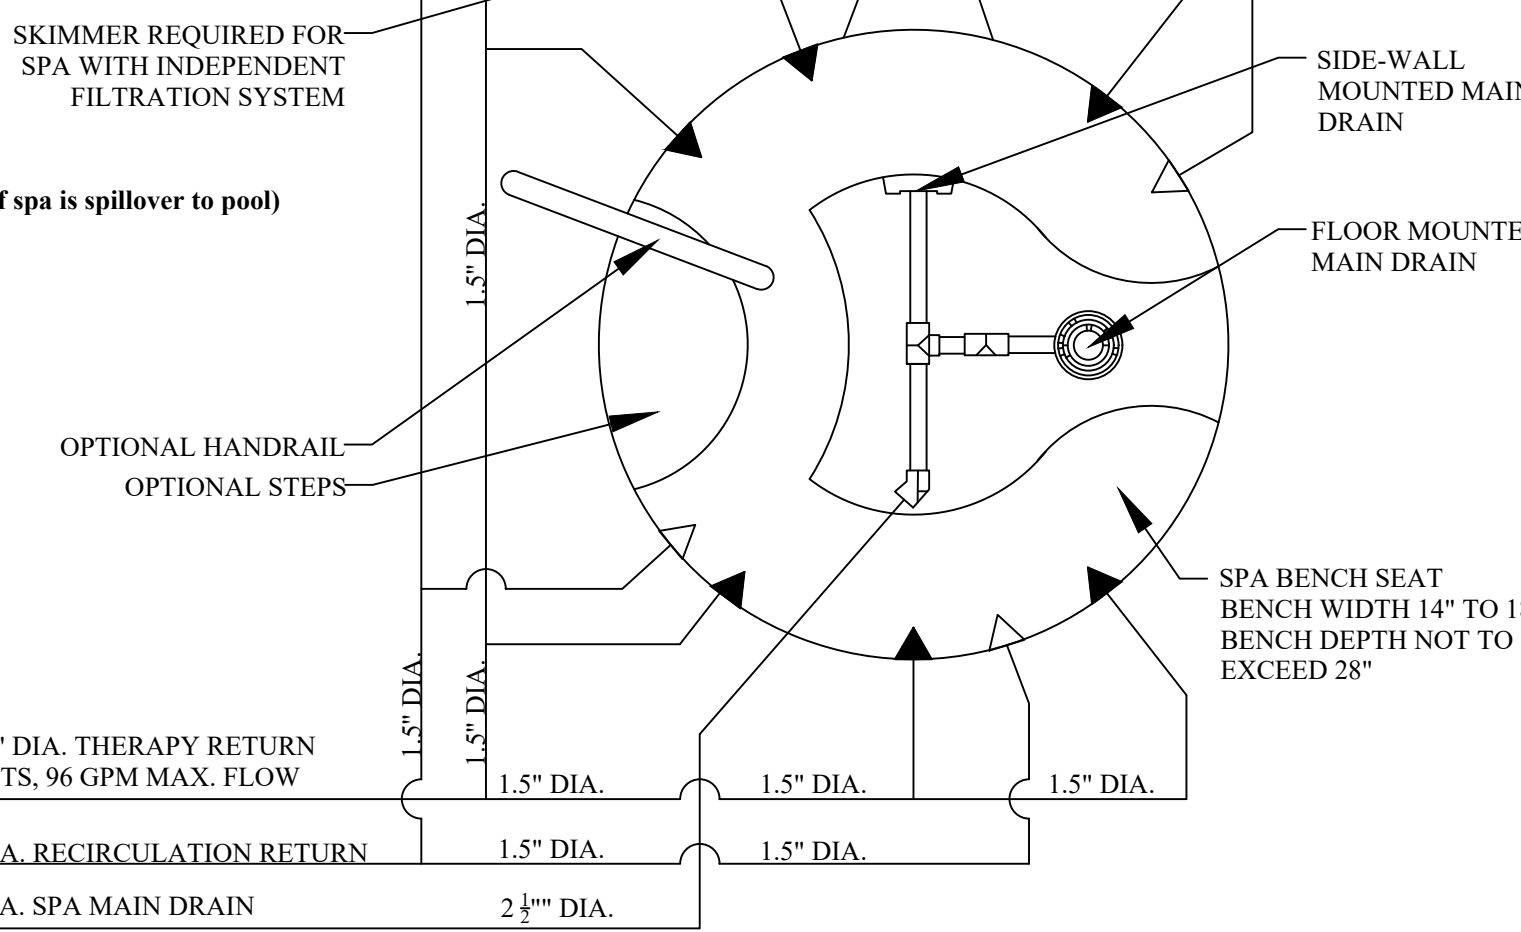 SKIMMER REQUIRED FOR
SPA WITH INDEPENDENT
FILTRATION SYSTEM
SIDE-WALL
MOUNTED MAIN
DRAIN
f spa is spillover to pool)
1.5" DIA.
FLOOR MOUNTE
MAIN DRAIN
OPTIONAL HANDRAIL
OPTIONAL STEPS
SPA BENCH SEAT
BENCH WIDTH 14" TO 18
BENCH DEPTH NOT TO
EXCEED 28"
1.5" DIA.
1.5" DIA.
" DIA. THERAPY RETURN
TS, 96 GPM MAX. FLOW
1.5" DIA.
1.5" DIA.
1.5" DIA.
A. RECIRCULATION RETURN
1.5" DIA.
1.5" DIA.
A. SPA MAIN DRAIN
2 1/2"" DIA.